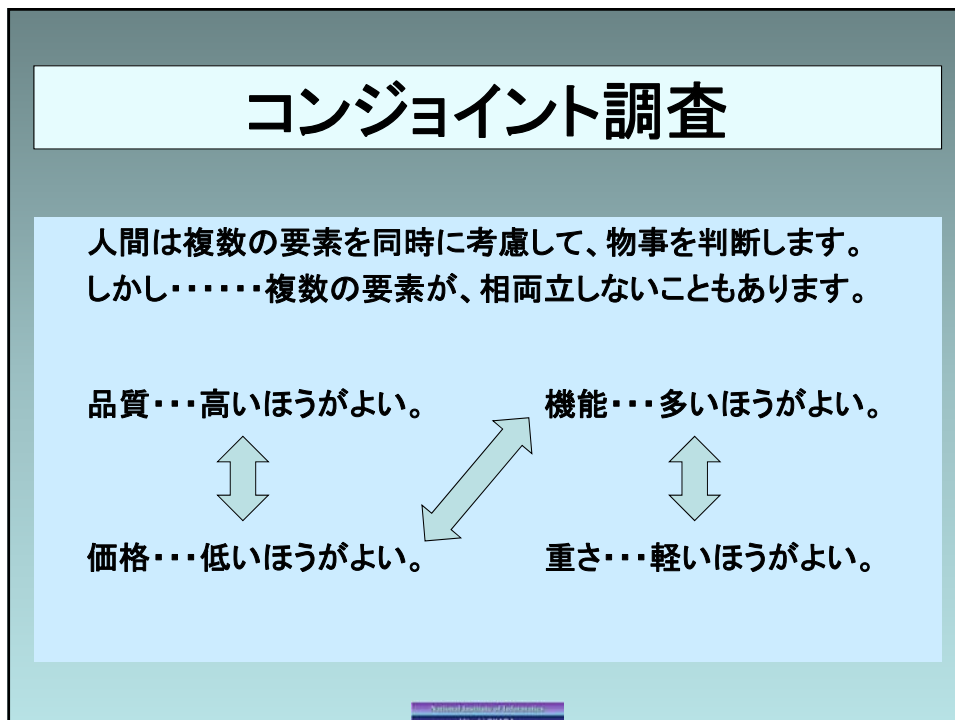 コンジョイント調査
人間は複数の要素を同時に考慮して、物事を判断します。
しかし・・・・・・複数の要素が、相両立しないこともあります。
品質・・・高いほうがよい。
機能・・・多いほうがよい。
価格・・・低いほうがよい。
重さ・・・軽いほうがよい。
National Institute of Informatics